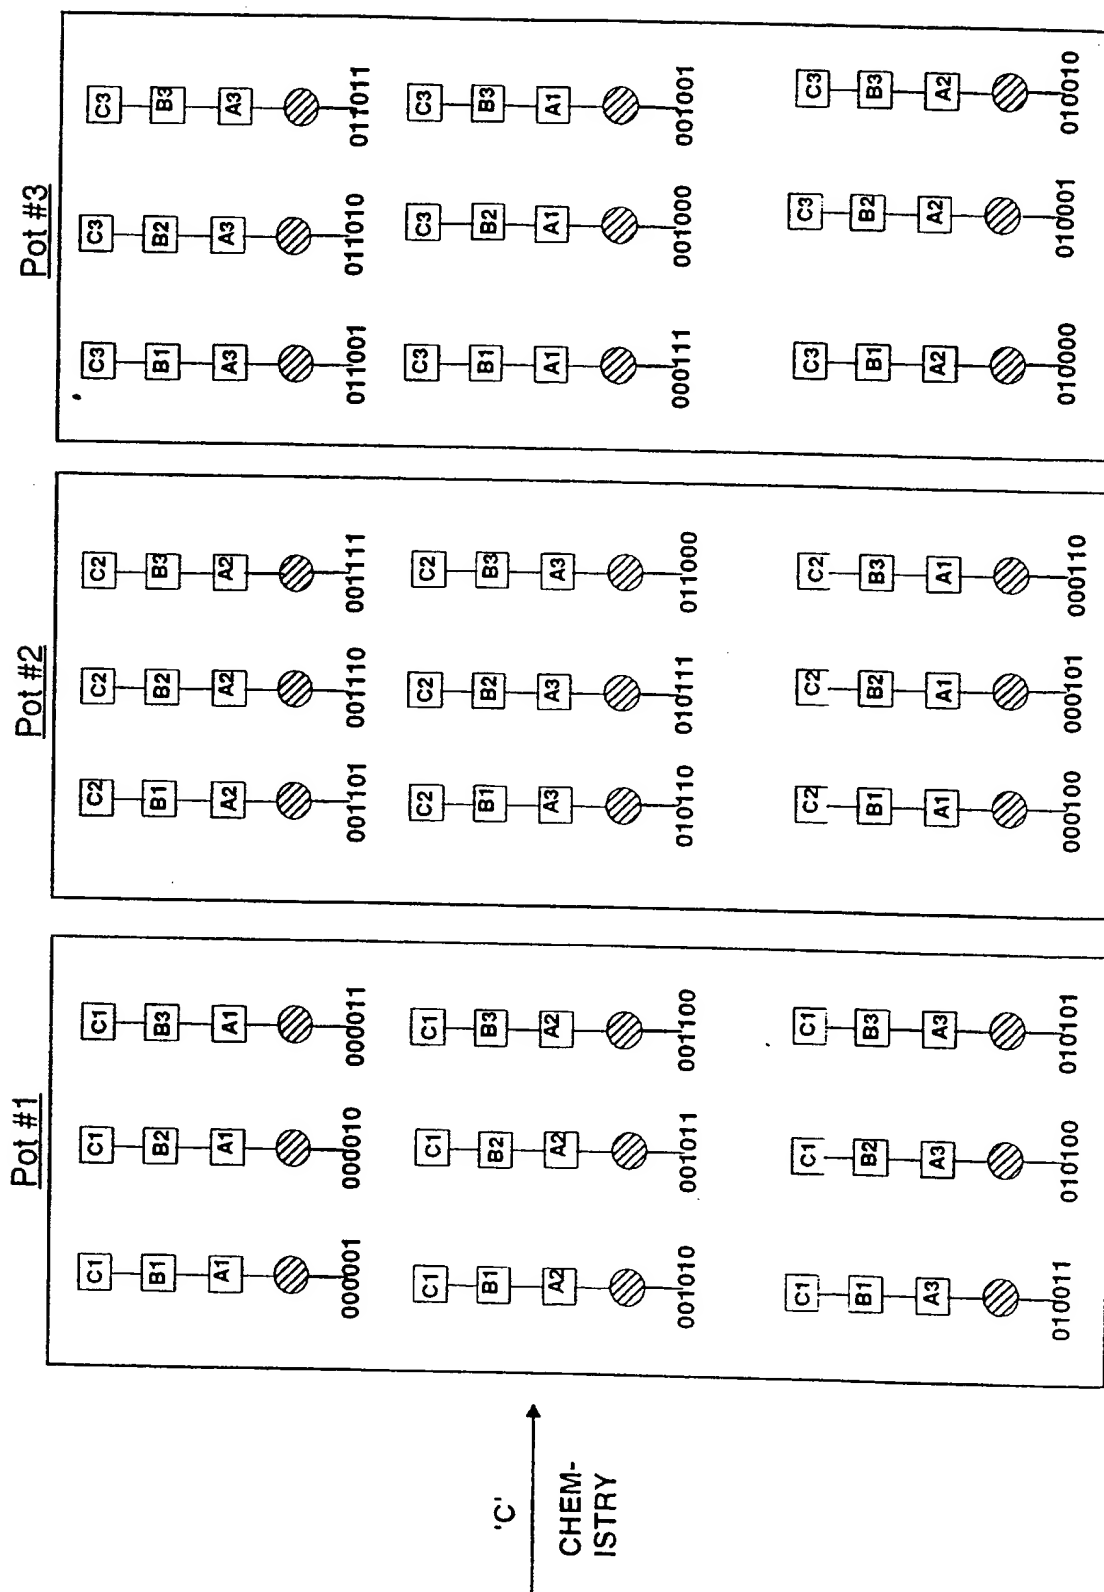 'C'
CHEM-
ISTRY
Pot #1
C1 C1 C1
B1 B2 B3
A1 A1 A1
000001 000010 000011
C1 C1 C1
B1 B2 B3
A2 A2 A2
001010 001011 001100
C1 C1 C1
B1 B2 B3
A3 A3 A3
010011 010100 010101
Pot #2
C2 C2 C2
B1 B2 B3
A2 A2 A2
001101 001110 001111
C2 C2 C2
B1 B2 B3
A3 A3 A3
010110 010111 011000
C2 C2 C2
B1 B2 B3
A1 A1 A1
000100 000101 000110
Pot #3
C3 C3 C3
B1 B2 B3
A3 A3 A3
011001 011010 011011
C3 C3 C3
B1 B2 B3
A1 A1 A1
000111 001000 001001
C3 C3 C3
B1 B2 B3
A2 A2 A2
010000 010001 010010